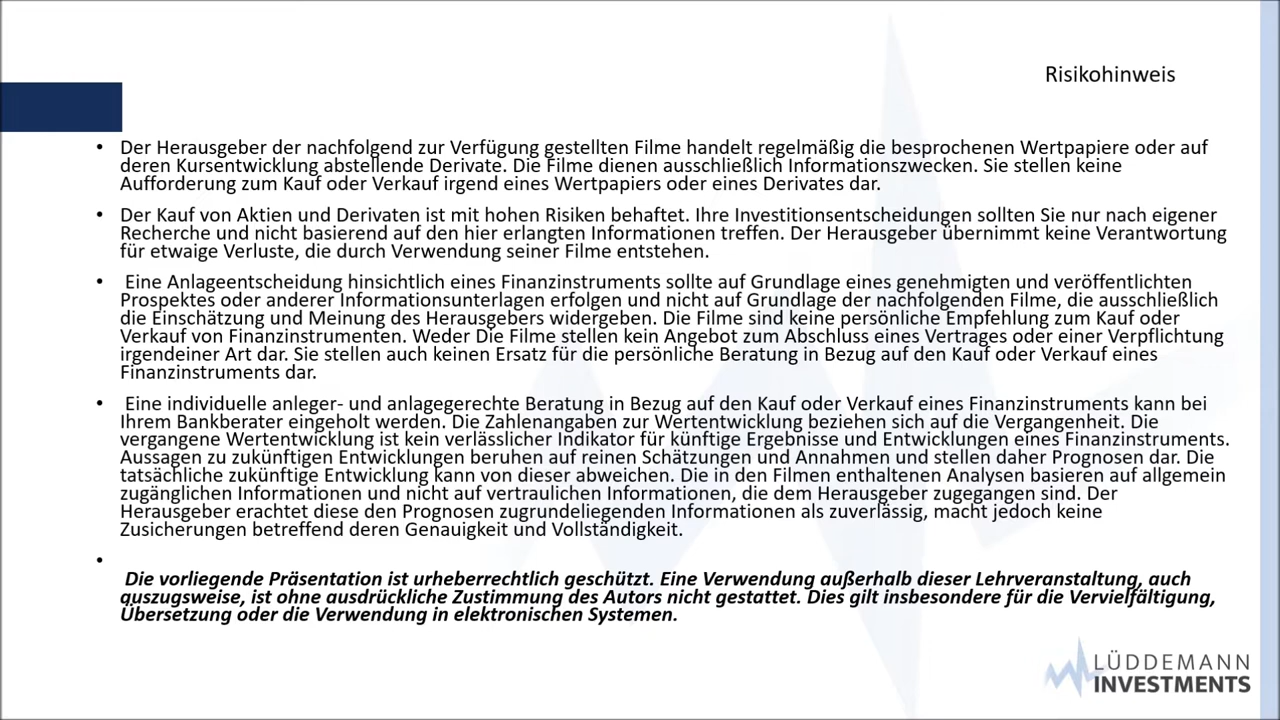 Risikohinweis
• Der Herausgeber der nachfolgend zur Verfügung gestellten Filme handelt regelmäßig die besprochenen Wertpapiere oder auf
deren Kursentwicklung abstellende Derivate. Die Filme dienen ausschließlich Informationszwecken. Sie stellen keine
Aufforderung zum Kauf oder Verkauf irgend eines Wertpapiers oder eines Derivates dar.
• Der Kauf von Aktien und Derivaten ist mit hohen Risiken behaftet. Ihre Investitionsentscheidungen sollten Sie nur nach eigener
Recherche und nicht basierend auf den hier erlangten Informationen treffen. Der Herausgeber übernimmt keine Verantwortung
für etwaige Verluste, die durch Verwendung seiner Filme entstehen.
• Eine Anlageentscheidung hinsichtlich eines Finanzinstruments sollte auf Grundlage eines genehmigten und veröffentlichten
Prospektes oder anderer Informationsunterlagen erfolgen und nicht auf Grundlage der nachfolgenden Filme, die ausschließlich
die Einschätzung und Meinung des Herausgebers widergeben. Die Filme sind keine persönliche Empfehlung zum Kauf oder
Verkauf von Finanzinstrumenten. Weder Die Filme stellen kein Angebot zum Abschluss eines Vertrages oder einer Verpflichtung
irgendeiner Art dar. Sie stellen auch keinen Ersatz für die persönliche Beratung in Bezug auf den Kauf oder Verkauf eines
Finanzinstruments dar.
• Eine individuelle anleger- und anlagegerechte Beratung in Bezug auf den Kauf oder Verkauf eines Finanzinstruments kann bei
Ihrem Bankberater eingeholt werden. Die Zahlenangaben zur Wertentwicklung beziehen sich auf die Vergangenheit. Die
vergangene Wertentwicklung ist kein verlässlicher Indikator für künftige Ergebnisse und Entwicklungen eines Finanzinstruments.
Aussagen zu zukünftigen Entwicklungen beruhen auf reinen Schätzungen und Annahmen und stellen daher Prognosen dar. Die
tatsächliche zukünftige Entwicklung kann von dieser abweichen. Die in den Filmen enthaltenen Analysen basieren auf allgemein
zugänglichen Informationen und nicht auf vertraulichen Informationen, die dem Herausgeber zugegangen sind. Der
Herausgeber erachtet diese den Prognosen zugrundeliegenden Informationen als zuverlässig, macht jedoch keine
Zusicherungen betreffend deren Genauigkeit und Vollständigkeit.
•
Die vorliegende Präsentation ist urheberrechtlich geschützt. Eine Verwendung außerhalb dieser Lehrveranstaltung, auch
auszugsweise, ist ohne ausdrückliche Zustimmung des Autors nicht gestattet. Dies gilt insbesondere für die Vervielfältigung,
Übersetzung oder die Verwendung in elektronischen Systemen.
LÜDDEMANN
INVESTMENTS